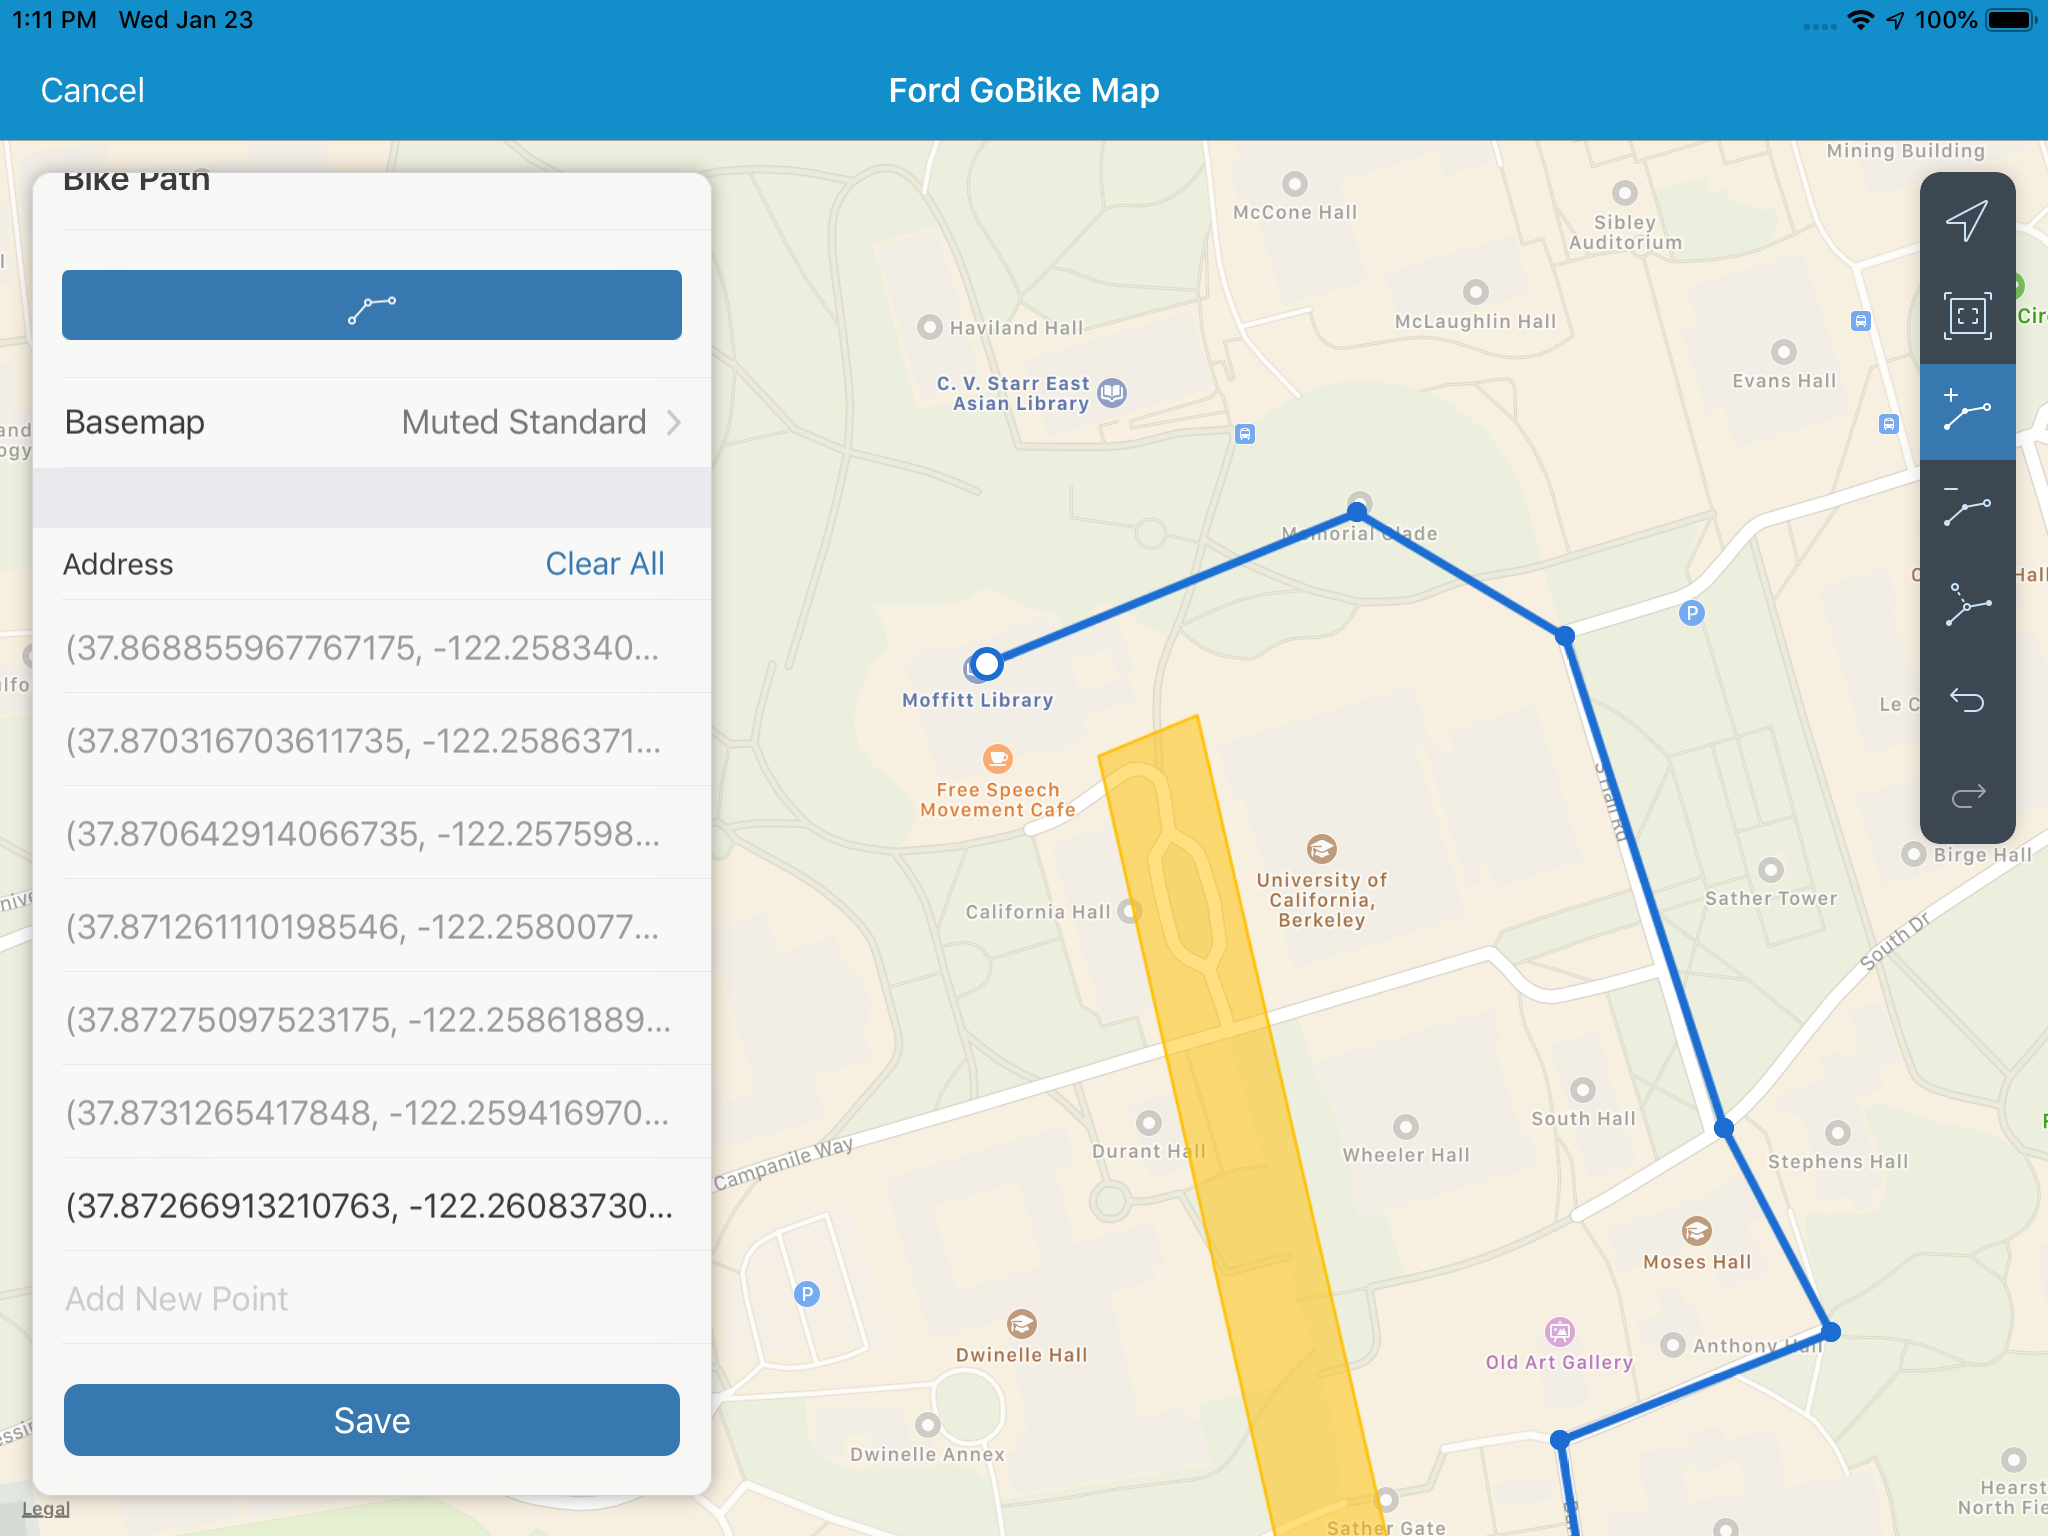 1:11 PM Wed Jan 23
100%
Cancel
Ford GoBike Map
Bike Path
Basemap
Muted Standard
Address
Clear All
(37.868855967767175, -122.258340...
(37.870316703611735, -122.2586371...
(37.870642914066735, -122.257598...
(37.871261110198546, -122.2580077...
(37.87275097523175, -122.25861889...
(37.8731265417848, -122.259416970...
(37.87266913210763, -122.26083730...
Add New Point
Save
Legal
Mining Building
McCone Hall
Sibley
Auditorium
Haviland Hall
McLaughlin Hall
Cir
Evans Hall
C. V. Starr East
Asian Library
Memorial Glade
Hall
P
Moffitt Library
Le C
Free Speech
Movement Cafe
Birge Hall
University of
California,
Berkeley
Sather Tower
California Hall
South Dr
South Hall
Durant Hall
Wheeler Hall
Stephens Hall
Campanile Way
Moses Hall
P
Dwinelle Hall
Old Art Gallery
Anthony Hall
Dwinelle Annex
Sather Gate
Hearst
North Fie